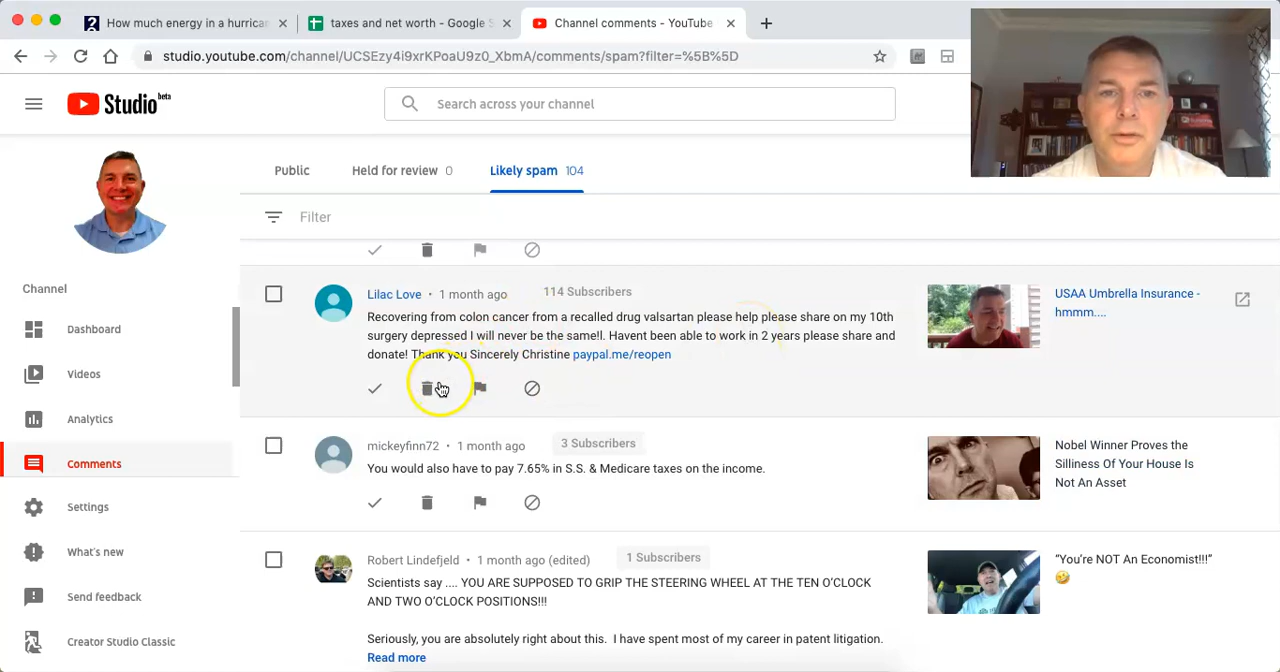 How much energy in a hurrican
taxes and net worth - Google S
Channel comments - YouTube
studio.youtube.com/channel/UCSEzy4i9xrKPoaU9z0_XbmA/comments/spam?filter=%5B%5D
Studio beta
Search across your channel
Public
Held for review 0
Likely spam 104
Filter
Channel
Dashboard
Videos
Analytics
Comments
Settings
What's new
Send feedback
Creator Studio Classic
Lilac Love • 1 month ago 114 Subscribers
Recovering from colon cancer from a recalled drug valsartan please help please share on my 10th
surgery depressed I will never be the same!l. Havent been able to work in 2 years please share and
donate! Thank you Sincerely Christine paypal.me/reopen
USAA Umbrella Insurance -
hmmm....
mickeyfinn72 • 1 month ago 3 Subscribers
You would also have to pay 7.65% in S.S. & Medicare taxes on the income.
Nobel Winner Proves the
Silliness Of Your House Is
Not An Asset
Robert Lindefjeld • 1 month ago (edited) 1 Subscribers
Scientists say .... YOU ARE SUPPOSED TO GRIP THE STEERING WHEEL AT THE TEN O'CLOCK
AND TWO O'CLOCK POSITIONS!!!
Seriously, you are absolutely right about this. I have spent most of my career in patent litigation.
Read more
“You're NOT An Economist!!!”
🤣